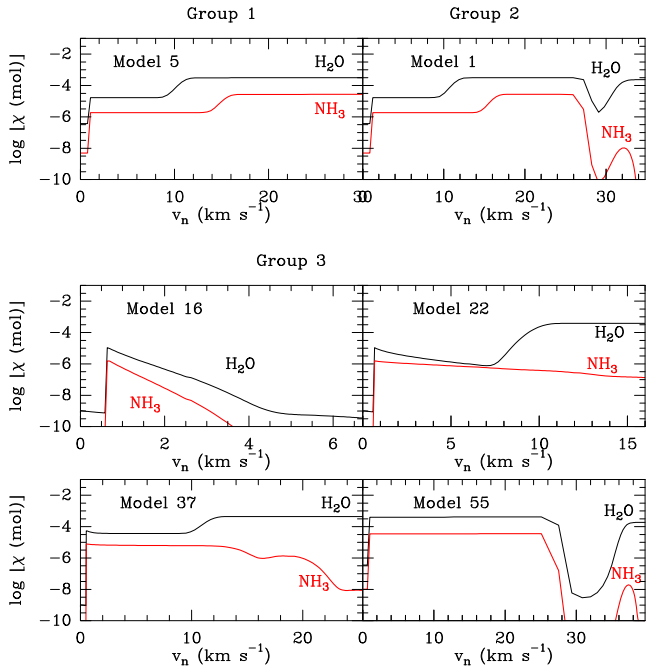 Group 1 Group 2
log [χ (mol)]
−2
−4
−6
−8
−10
Model 5 H₂O
NH₃
0 10 20 30
vₙ (km s⁻¹)
Model 1 H₂O
NH₃
0 10 20 30
vₙ (km s⁻¹)
Group 3
log [χ (mol)]
−2
−4
−6
−8
−10
Model 16
H₂O
NH₃
0 2 4 6
vₙ (km s⁻¹)
Model 22
H₂O
NH₃
0 5 10 15
vₙ (km s⁻¹)
log [χ (mol)]
−2
−4
−6
−8
−10
Model 37 H₂O
NH₃
0 10 20
vₙ (km s⁻¹)
Model 55 H₂O
NH₃
0 10 20 30
vₙ (km s⁻¹)